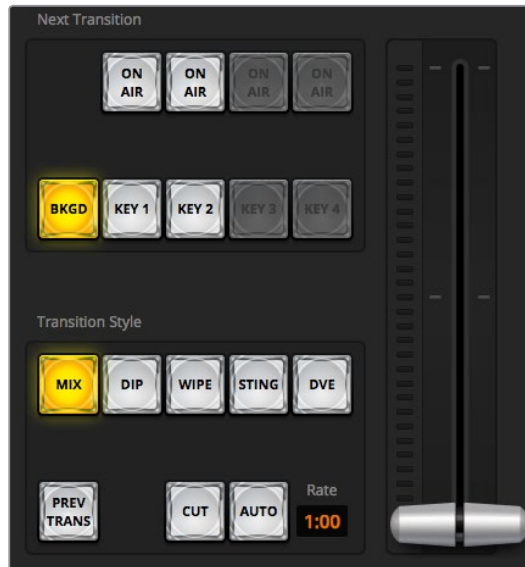 Next Transition
ON AIR ON AIR ON AIR ON AIR
BKGD KEY 1 KEY 2 KEY 3 KEY 4
Transition Style
MIX DIP WIPE STING DVE
PREV TRANS CUT AUTO Rate 1:00